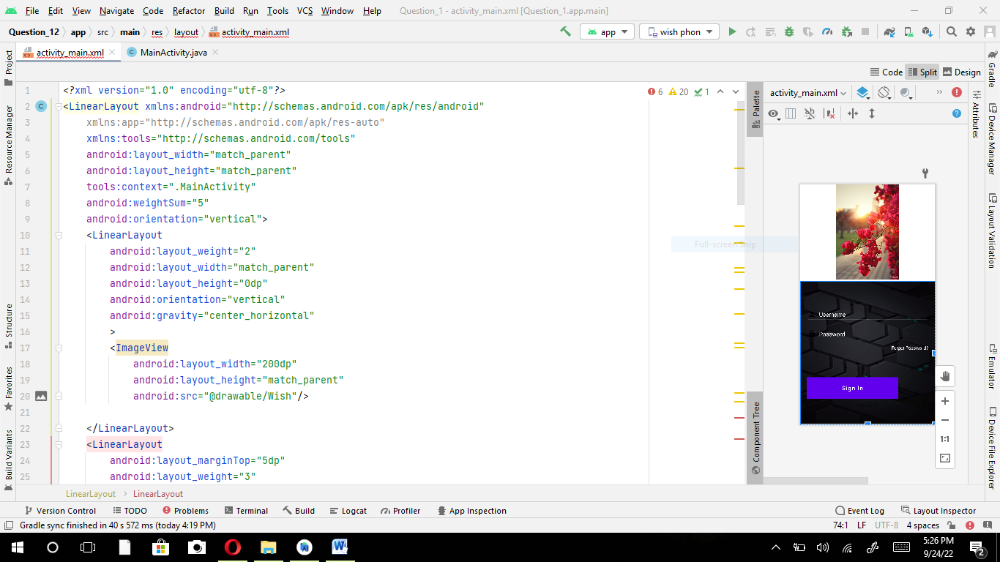 File Edit View Navigate Code Refactor Build Run Tools VCS Window Help Question_1 - activity_main.xml [Question_1.app.main]
Question_12 app src main res layout activity_main.xml app wish phon
activity_main.xml MainActivity.java
Code Split Design
Project
Resource Manager
Structure
Favorites
Build Variants
1 <?xml version="1.0" encoding="utf-8"?>
2 <LinearLayout xmlns:android="http://schemas.android.com/apk/res/android"
3 xmlns:app="http://schemas.android.com/apk/res-auto"
4 xmlns:tools="http://schemas.android.com/tools"
5 android:layout_width="match_parent"
6 android:layout_height="match_parent"
7 tools:context=".MainActivity"
8 android:weightSum="5"
9 android:orientation="vertical">
10 <LinearLayout
11 android:layout_weight="2"
12 android:layout_width="match_parent"
13 android:layout_height="0dp"
14 android:orientation="vertical"
15 android:gravity="center_horizontal"
16 >
17 <ImageView
18 android:layout_width="200dp"
19 android:layout_height="match_parent"
20 android:src="@drawable/Wish"/>
21
22 </LinearLayout>
23 <LinearLayout
24 android:layout_marginTop="5dp"
25 android:layout_weight="3"
6 20 1
Full-screen Snip
Palette
Component Tree
activity_main.xml
Username
Password
Forgot Password?
Sign In
1:1
Gradle
Attributes
Device Manager
Layout Validation
Emulator
Device File Explorer
LinearLayout LinearLayout
Version Control TODO Problems Terminal Build Logcat Profiler App Inspection Event Log Layout Inspector
Gradle sync finished in 40 s 572 ms (today 4:19 PM) 74:1 LF UTF-8 4 spaces
W
5:26 PM
9/24/22
2